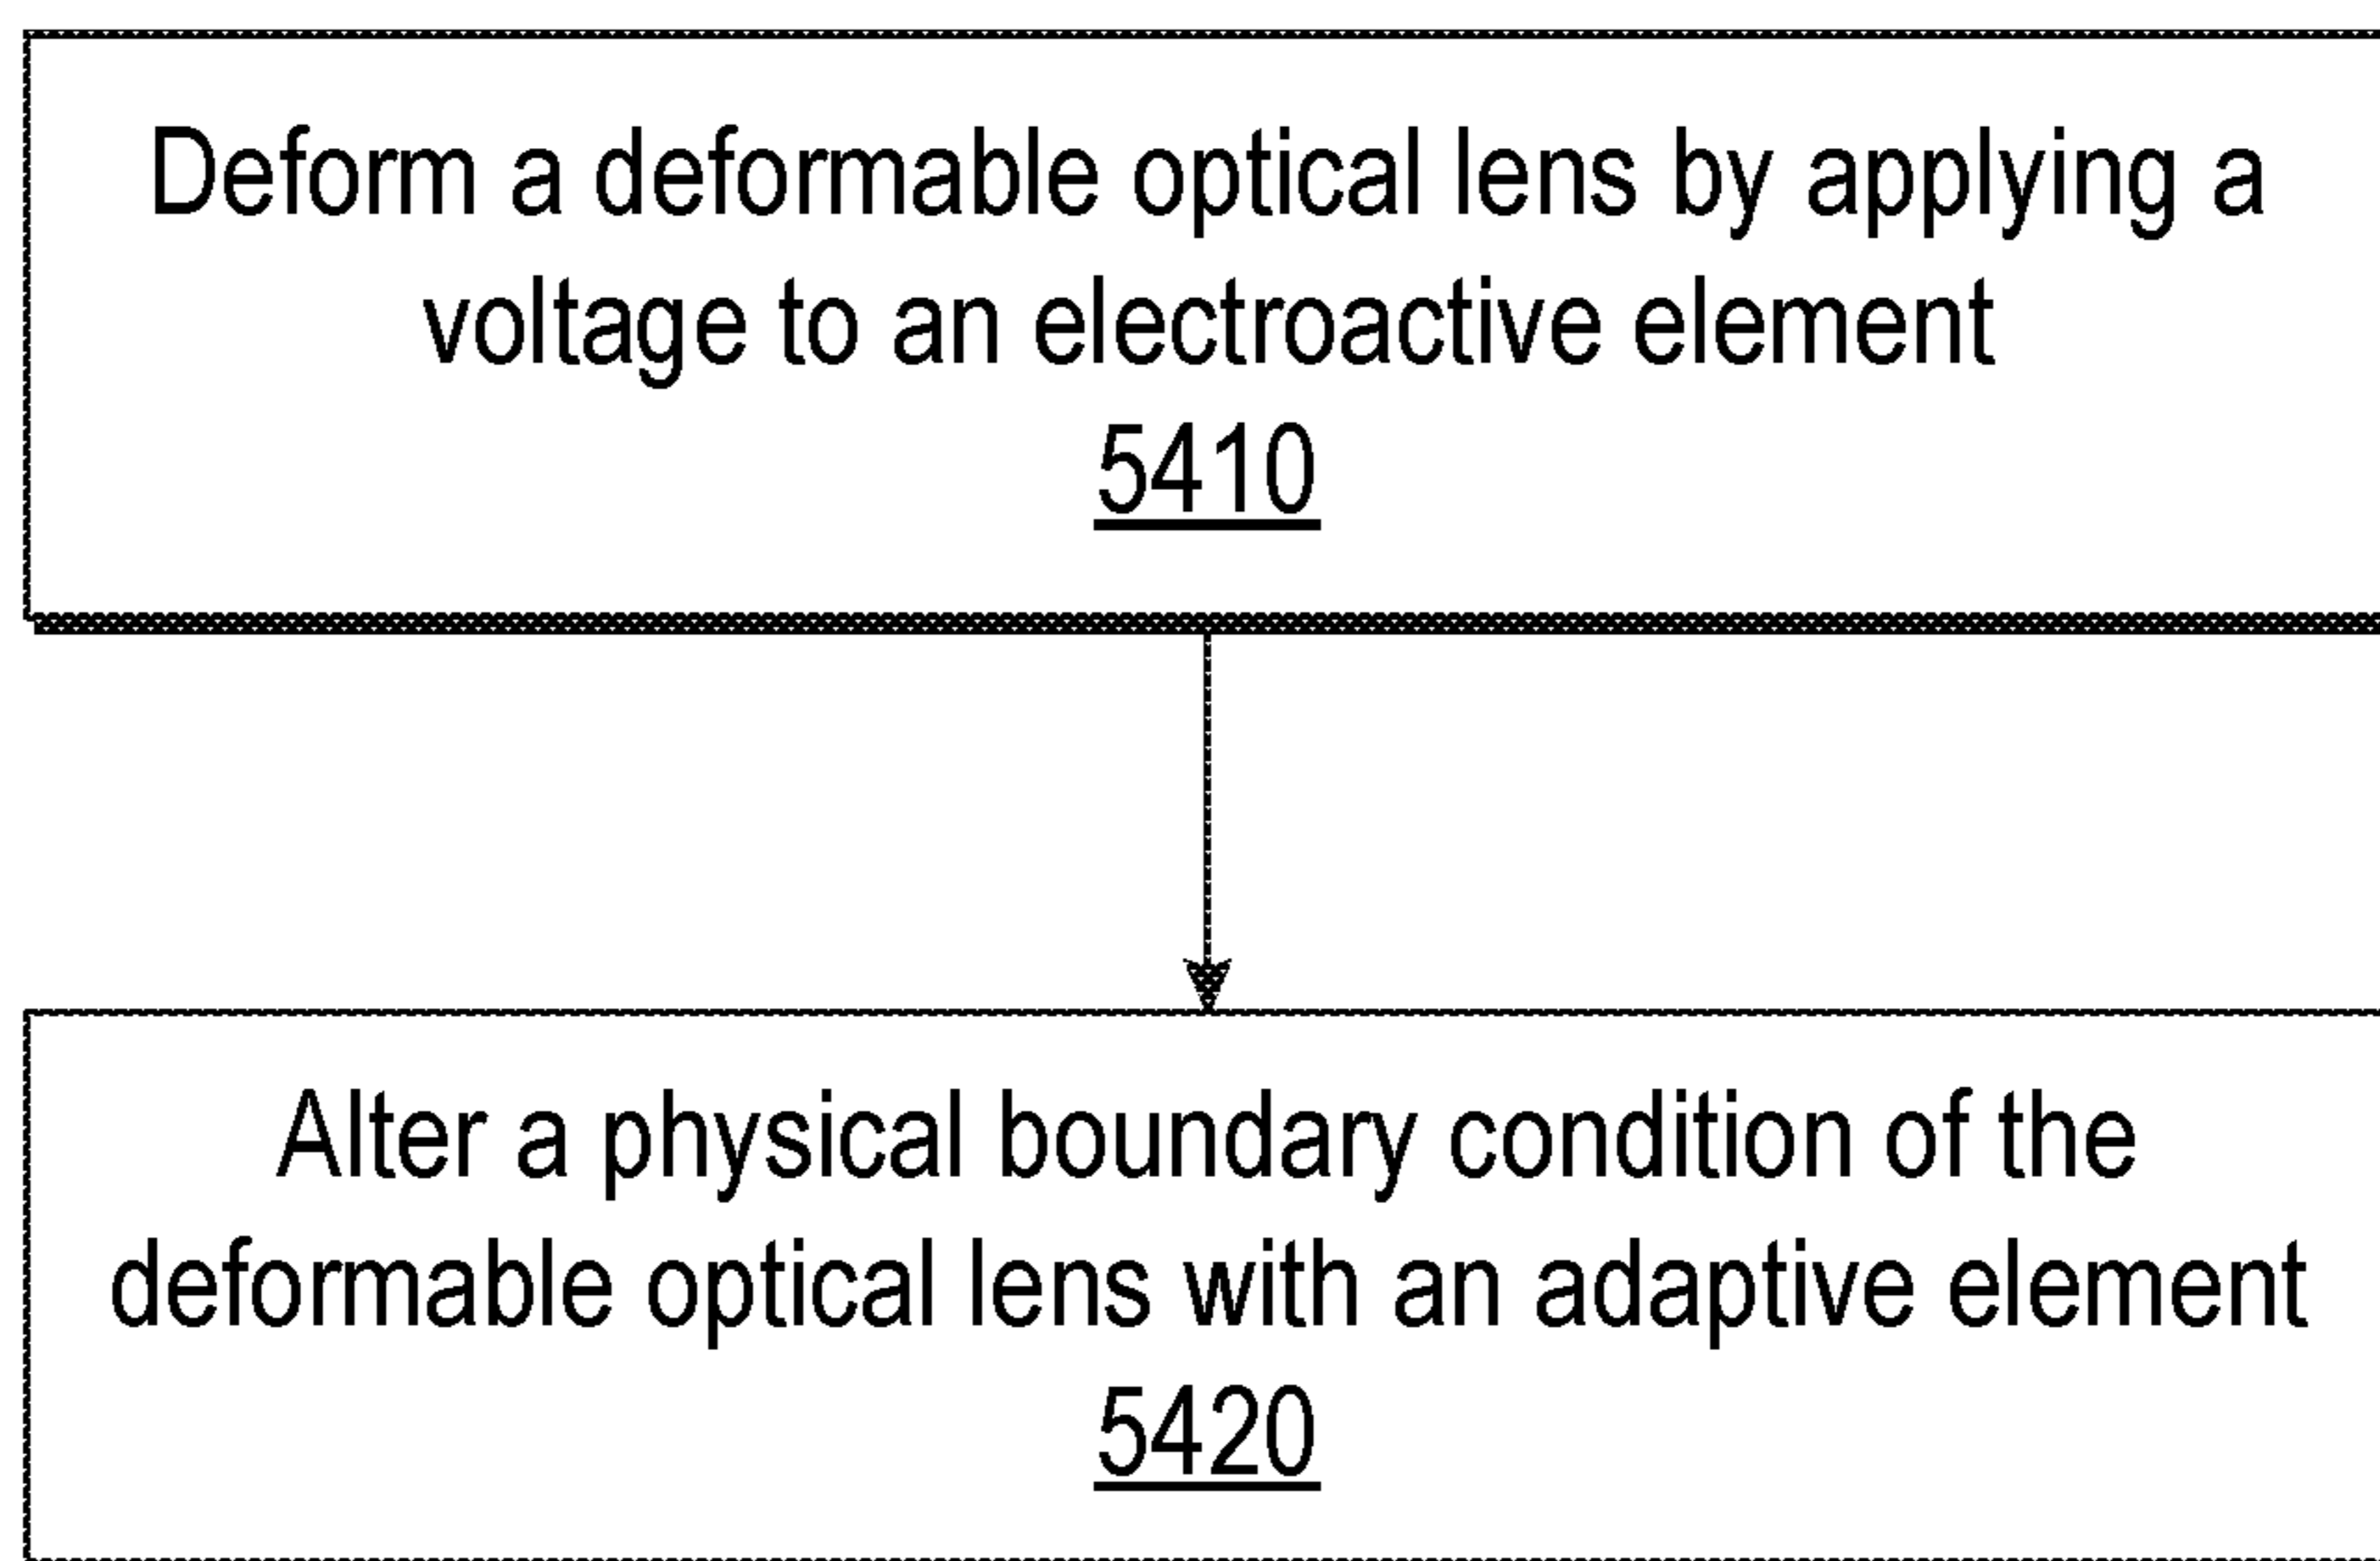 Deform a deformable optical lens by applying a
voltage to an electroactive element
5410
Alter a physical boundary condition of the
deformable optical lens with an adaptive element
5420